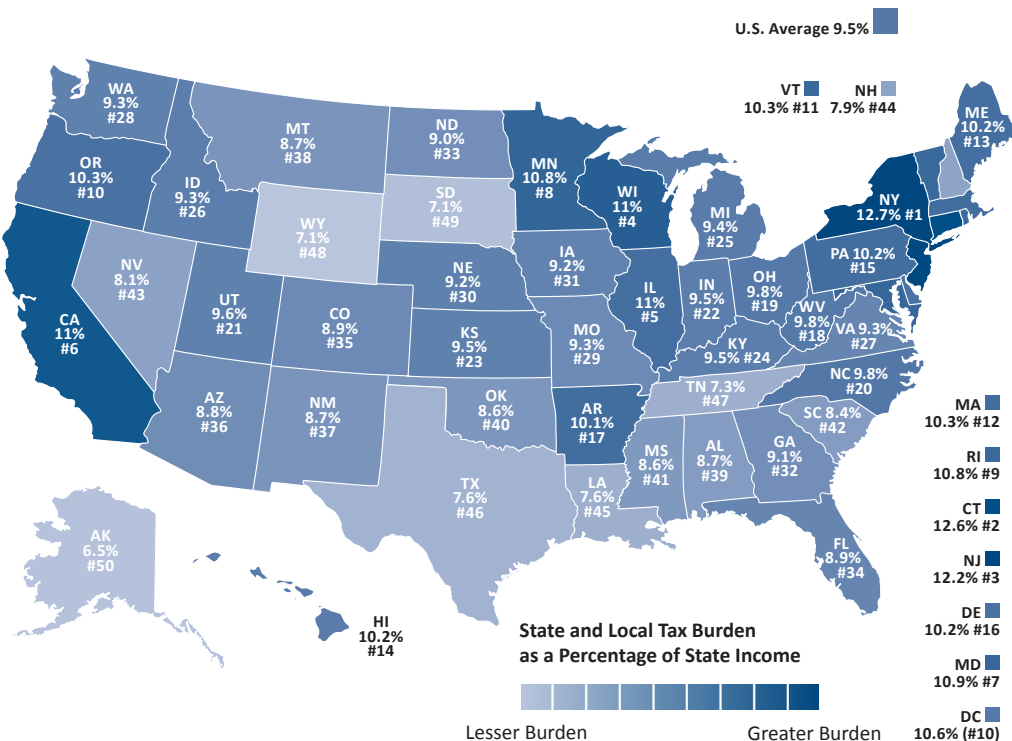 U.S. Average 9.5%
VT
10.3% #11
NH
7.9% #44
WA
9.3%
#28
MT
8.7%
#38
ND
9.0%
#33
MN
10.8%
#8
ME
10.2%
#13
OR
10.3%
#10
ID
9.3%
#26
SD
7.1%
#49
WI
11%
#4
NY
12.7% #1
WY
7.1%
#48
MI
9.4%
#25
NV
8.1%
#43
NE
9.2%
#30
IA
9.2%
#31
PA 10.2%
#15
CA
11%
#6
UT
9.6%
#21
CO
8.9%
#35
KS
9.5%
#23
MO
9.3%
#29
IL
11%
#5
IN
9.5%
#22
OH
9.8%
#19
WV
9.8%
#18
VA 9.3%
#27
KY
9.5% #24
NC 9.8%
#20
TN 7.3%
#47
AZ
8.8%
#36
NM
8.7%
#37
OK
8.6%
#40
AR
10.1%
#17
SC 8.4%
#42
MS
8.6%
#41
AL
8.7%
#39
GA
9.1%
#32
TX
7.6%
#46
LA
7.6%
#45
FL
8.9%
#34
AK
6.5%
#50
HI
10.2%
#14
MA
10.3% #12
RI
10.8% #9
CT
12.6% #2
NJ
12.2% #3
DE
10.2% #16
MD
10.9% #7
DC
10.6% (#10)
State and Local Tax Burden
as a Percentage of State Income
Lesser Burden
Greater Burden